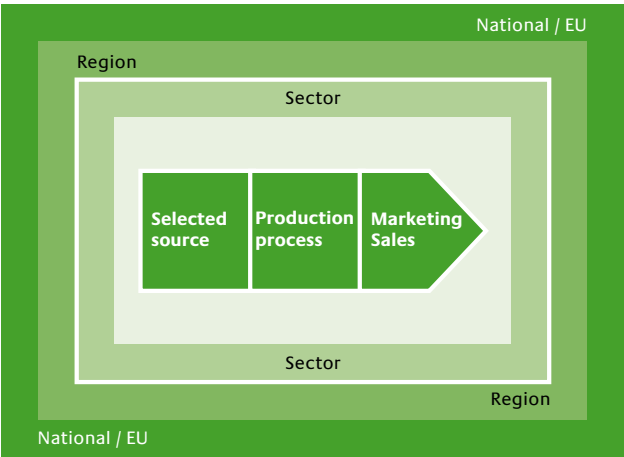 National / EU
Region
Sector
Selected
source
Production
process
Marketing
Sales
Sector
Region
National / EU